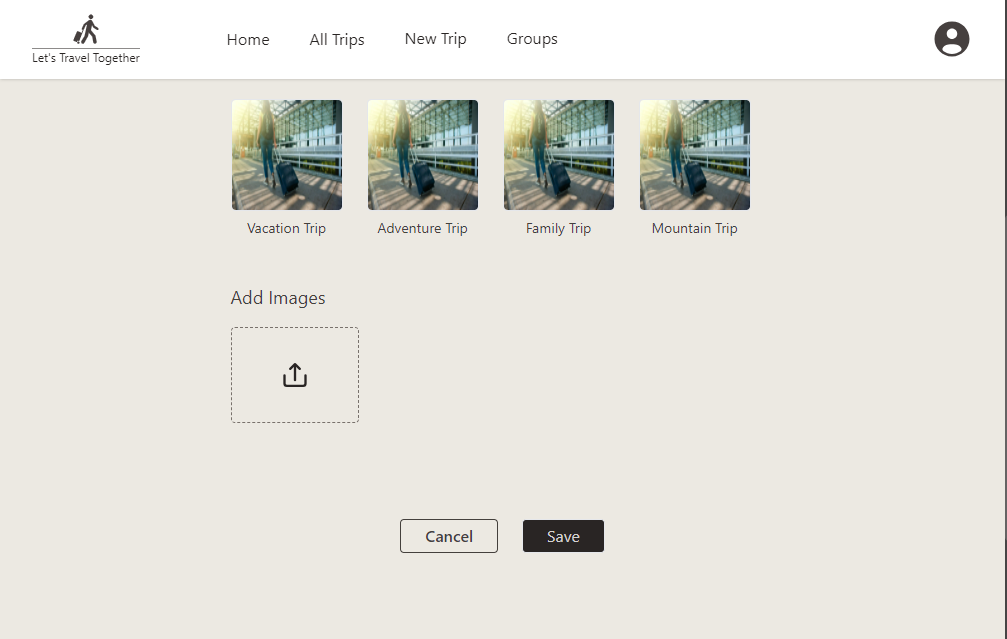 Let's Travel Together
Home
All Trips
New Trip
Groups
Vacation Trip
Adventure Trip
Family Trip
Mountain Trip
Add Images
Cancel
Save